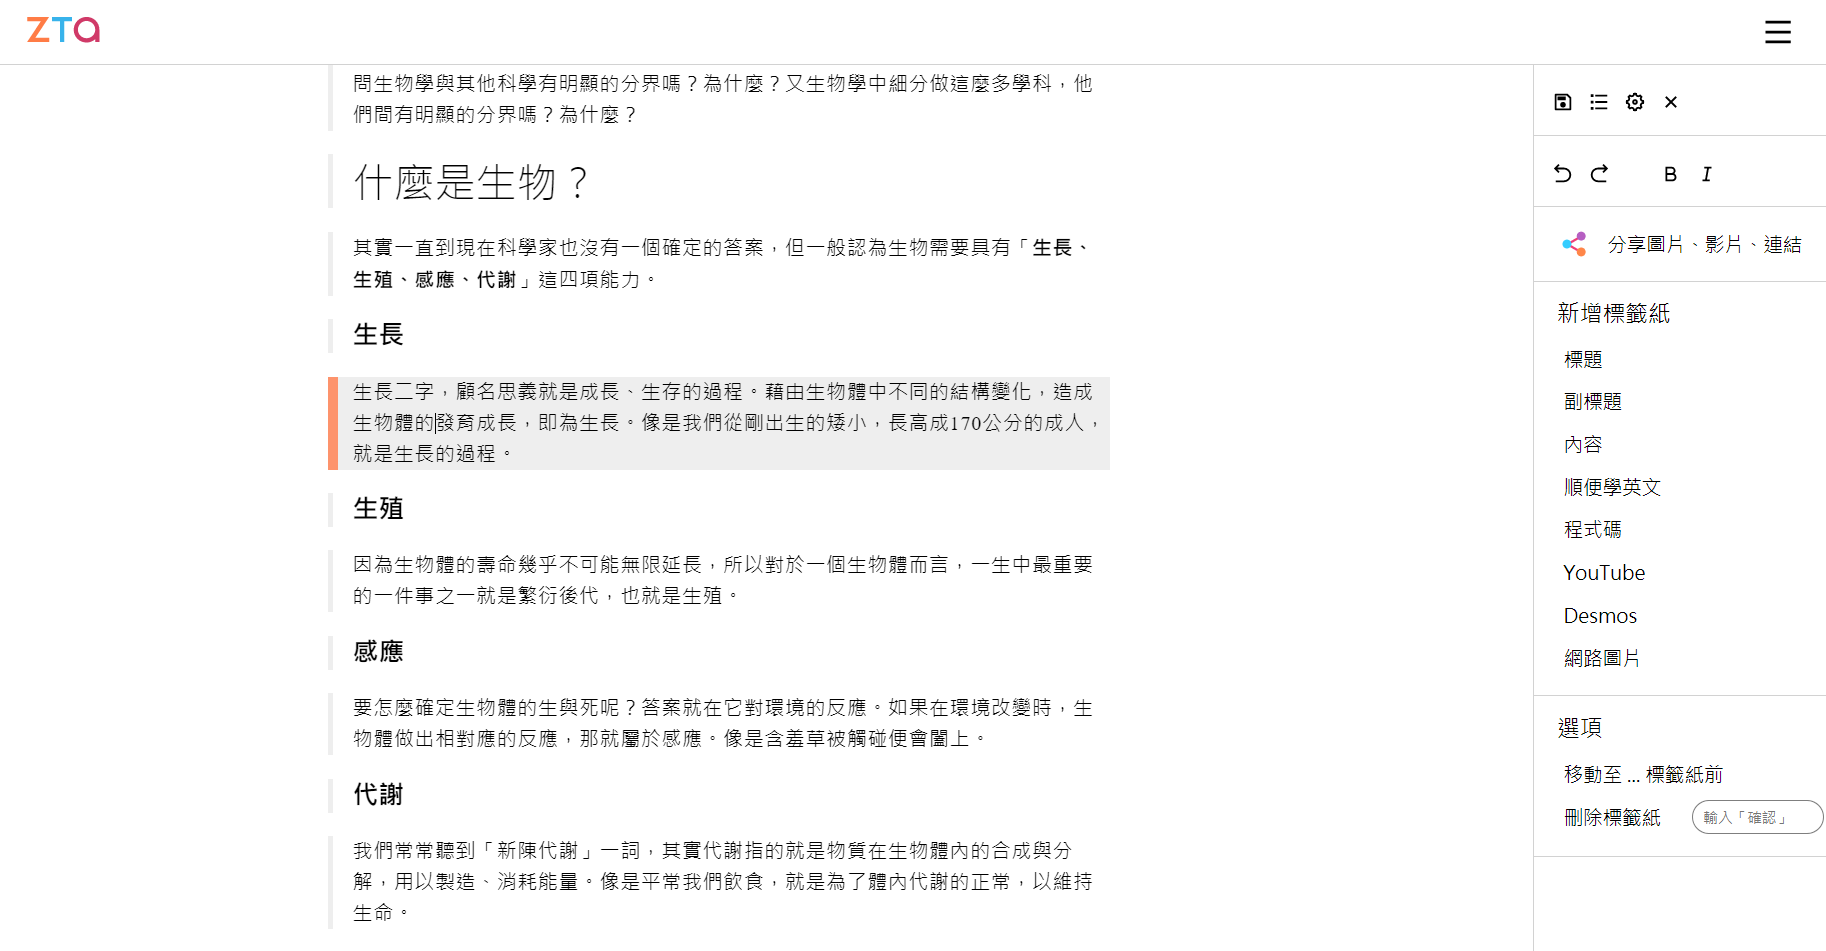 ZTA
問生物學與其他科學有明顯的分界嗎？為什麼？又生物學中細分做這麼多學科，他
們間有明顯的分界嗎？為什麼？
什麼是生物？
其實一直到現在科學家也沒有一個確定的答案，但一般認為生物需要具有「生長、
生殖、感應、代謝」這四項能力。
生長
生長二字，顧名思義就是成長、生存的過程。藉由生物體中不同的結構變化，造成
生物體的發育成長，即為生長。像是我們從剛出生的矮小，長高成170公分的成人，
就是生長的過程。
生殖
因為生物體的壽命幾乎不可能無限延長，所以對於一個生物體而言，一生中最重要
的一件事之一就是繁衍後代，也就是生殖。
感應
要怎麼確定生物體的生與死呢？答案就在它對環境的反應。如果在環境改變時，生
物體做出相對應的反應，那就屬於感應。像是含羞草被觸碰便會闔上。
代謝
我們常常聽到「新陳代謝」一詞，其實代謝指的就是物質在生物體內的合成與分
解，用以製造、消耗能量。像是平常我們飲食，就是為了體內代謝的正常，以維持
生命。
B I
分享圖片、影片、連結
新增標籤紙
標題
副標題
內容
順便學英文
程式碼
YouTube
Desmos
網路圖片
選項
移動至 ... 標籤紙前
刪除標籤紙 輸入「確認」